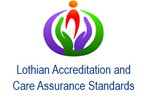 Lothian Accreditation and
Care Assurance Standards